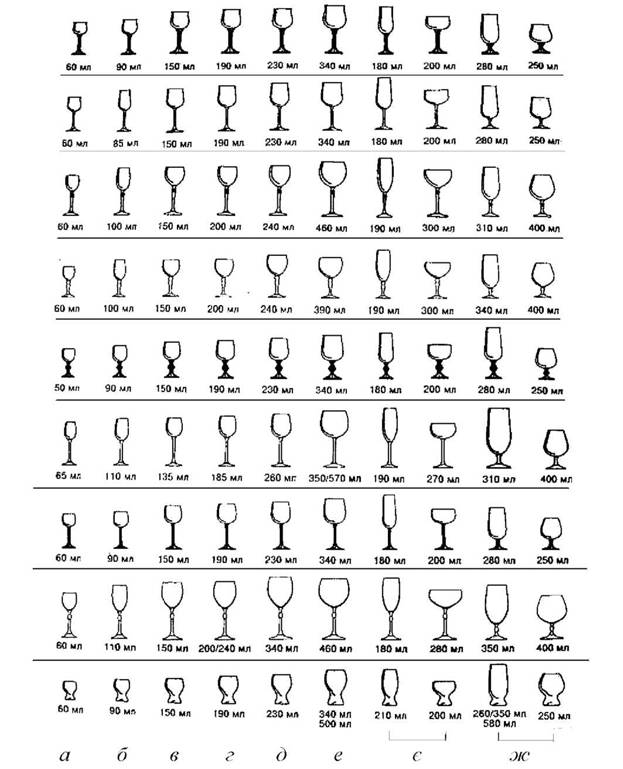 60 мл 90 мл 150 мл 190 мл 230 мл 340 мл 180 мл 200 мл 280 мл 250 мл
60 мл 85 мл 150 мл 190 мл 230 мл 340 мл 180 мл 200 мл 280 мл 250 мл
60 мл 100 мл 150 мл 200 мл 240 мл 460 мл 190 мл 300 мл 310 мл 400 мл
60 мл 100 мл 150 мл 200 мл 240 мл 390 мл 190 мл 300 мл 340 мл 400 мл
50 мл 90 мл 150 мл 190 мл 230 мл 340 мл 180 мл 200 мл 280 мл 250 мл
65 мл 110 мл 135 мл 185 мл 260 мл 350/570 мл 190 мл 270 мл 310 мл 400 мл
60 мл 90 мл 150 мл 190 мл 230 мл 340 мл 180 мл 200 мл 280 мл 250 мл
60 мл 110 мл 150 мл 200/240 мл 340 мл 460 мл 180 мл 280 мл 350 мл 400 мл
60 мл 90 мл 150 мл 190 мл 230 мл 340 мл 210 мл 200 мл 260/350 мл 250 мл
500 мл 580 мл
а б в г д е є ж